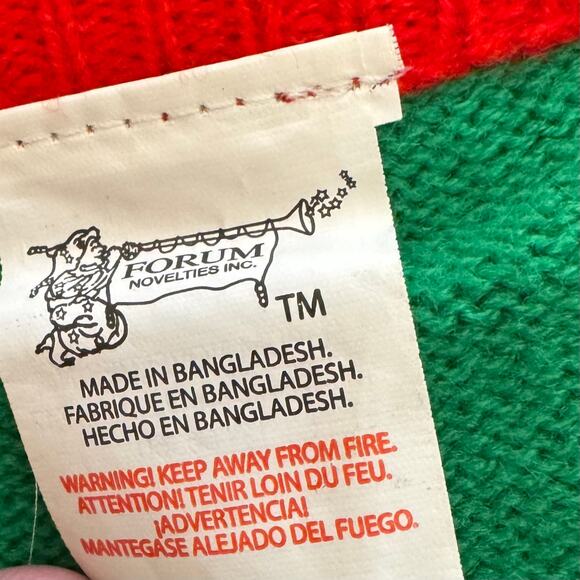 FORUM
NOVELTIES INC.
TM
MADE IN BANGLADESH.
FABRIQUE EN BANGLADESH.
HECHO EN BANGLADESH.
WARNING! KEEP AWAY FROM FIRE.
ATTENTION! TENIR LOIN DU FEU.
¡ADVERTENCIA!
MANTEGASE ALEJADO DEL FUEGO.